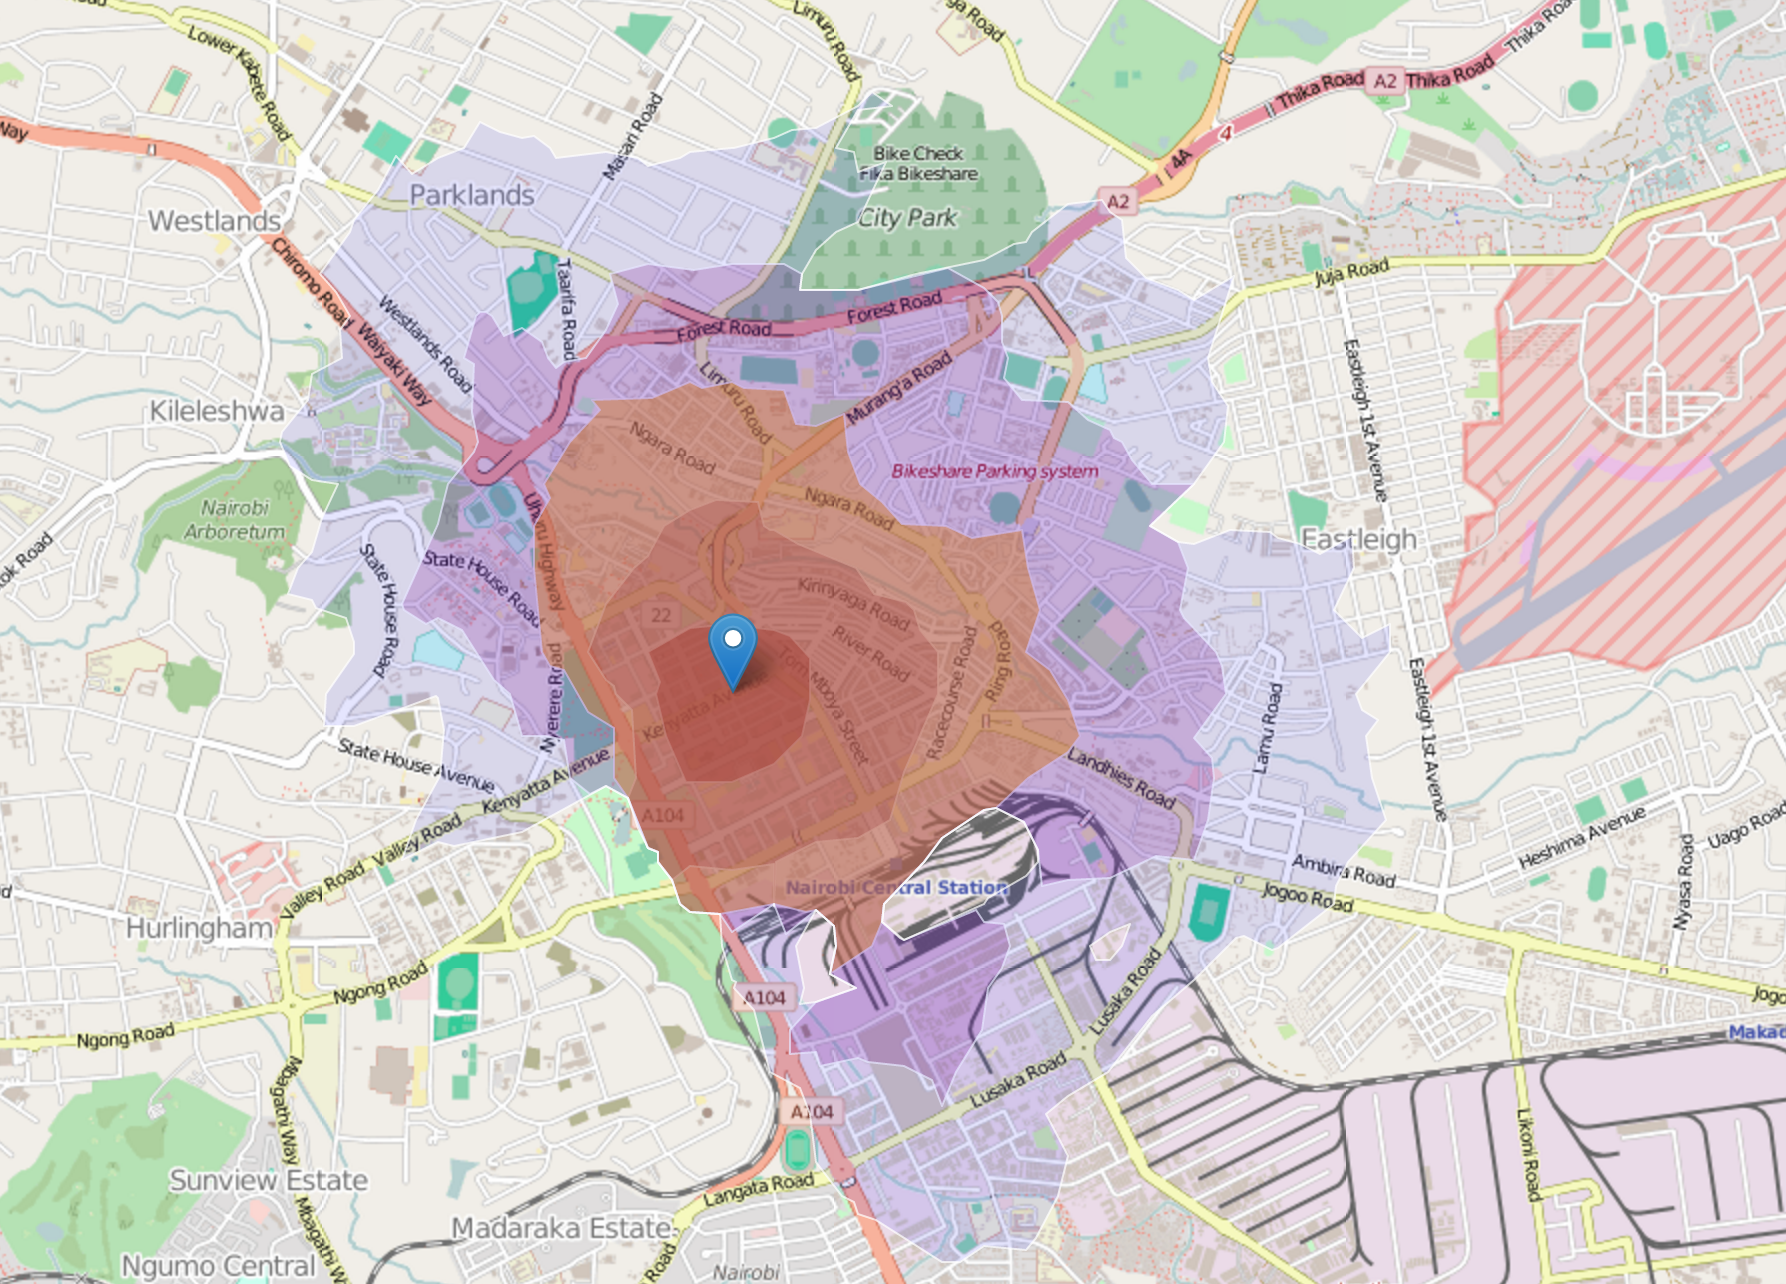 Lower Kabete Road
Limuru Road
ga Road
Thika Road
A2
Thika Road
Thika Roa
4
4A
Way
Masari Road
Bike Check
Fika Bikeshare
City Park
Parklands
A2
Westlands
Chiromo Road
Taarifa Road
Juja Road
Westlands Road
Waiyaki Way
Forest Road
Forest Road
Limuru Road
Murang'a Road
Eastleigh 1st Avenue
Kileleshwa
Ngara Road
Bikeshare Parking system
Ngara Road
Nairobi
Arboretum
Uhuru Highway
Eastleigh
State House Road
State House Road
Kirinyaga Road
22
River Road
Ring Road
Racecourse Road
Tom Mboya Street
Kenyatta Av
Nyerere Road
Lamu Road
Eastleigh 1st Avenue
State House Avenue
Kenyatta Avenue
Landhies Road
A104
Valley Road
Valley Road
Heshima Avenue
Uago Road
Nyasa Road
Ambira Road
Jogoo Road
Nairobi Central Station
Hurlingham
Ngong Road
Ngong Road
A104
Lusaka Road
Lusaka Road
Jogo
Makad
Mbagathi Way
A104
Likoni Road
Sunview Estate
Langata Road
Madaraka Estate
Mbagathi W
Road
Ngumo Central
Nairobi